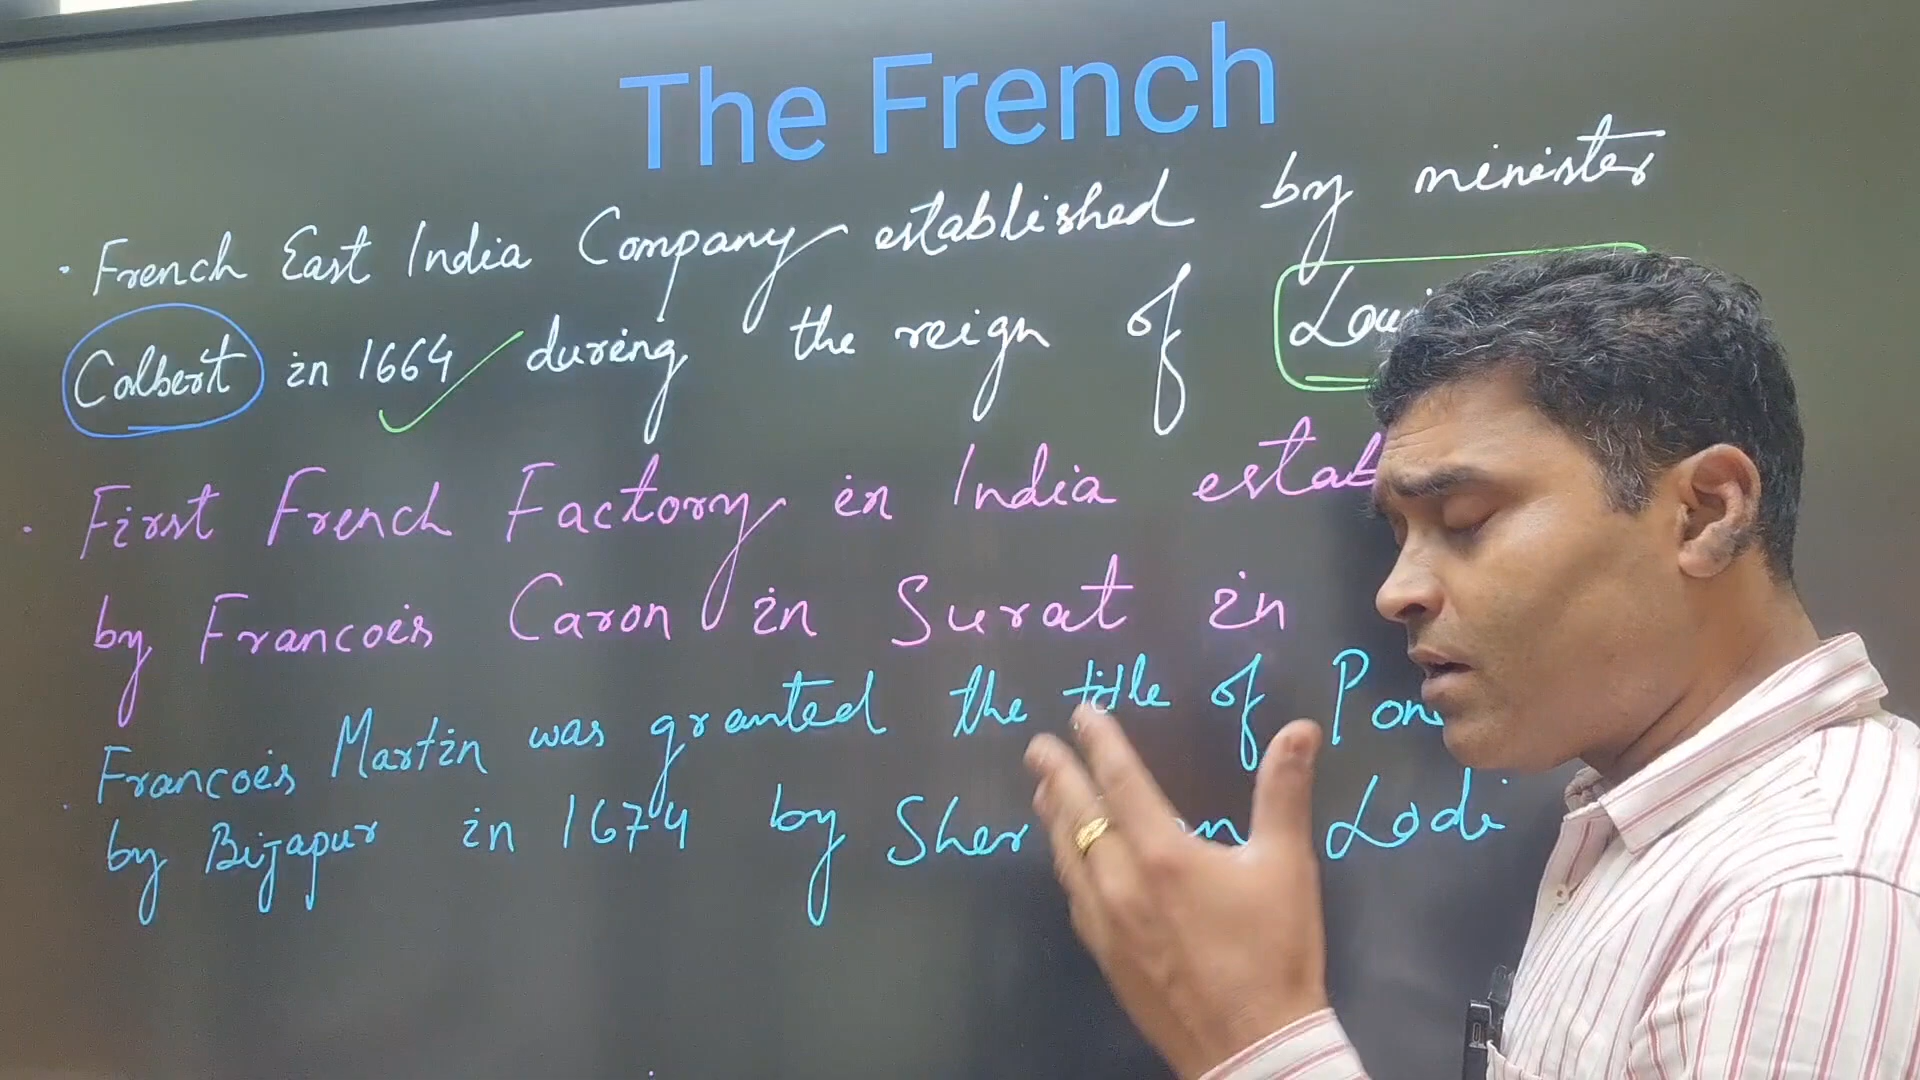 The French
· French East India Company established by minister
Colbert in 1664 during the reign of
· First French Factory in India
by Francois Caron in Surat in
· Francois Martin was granted the title of
by Bijapur in 1674 by Sher Lodi